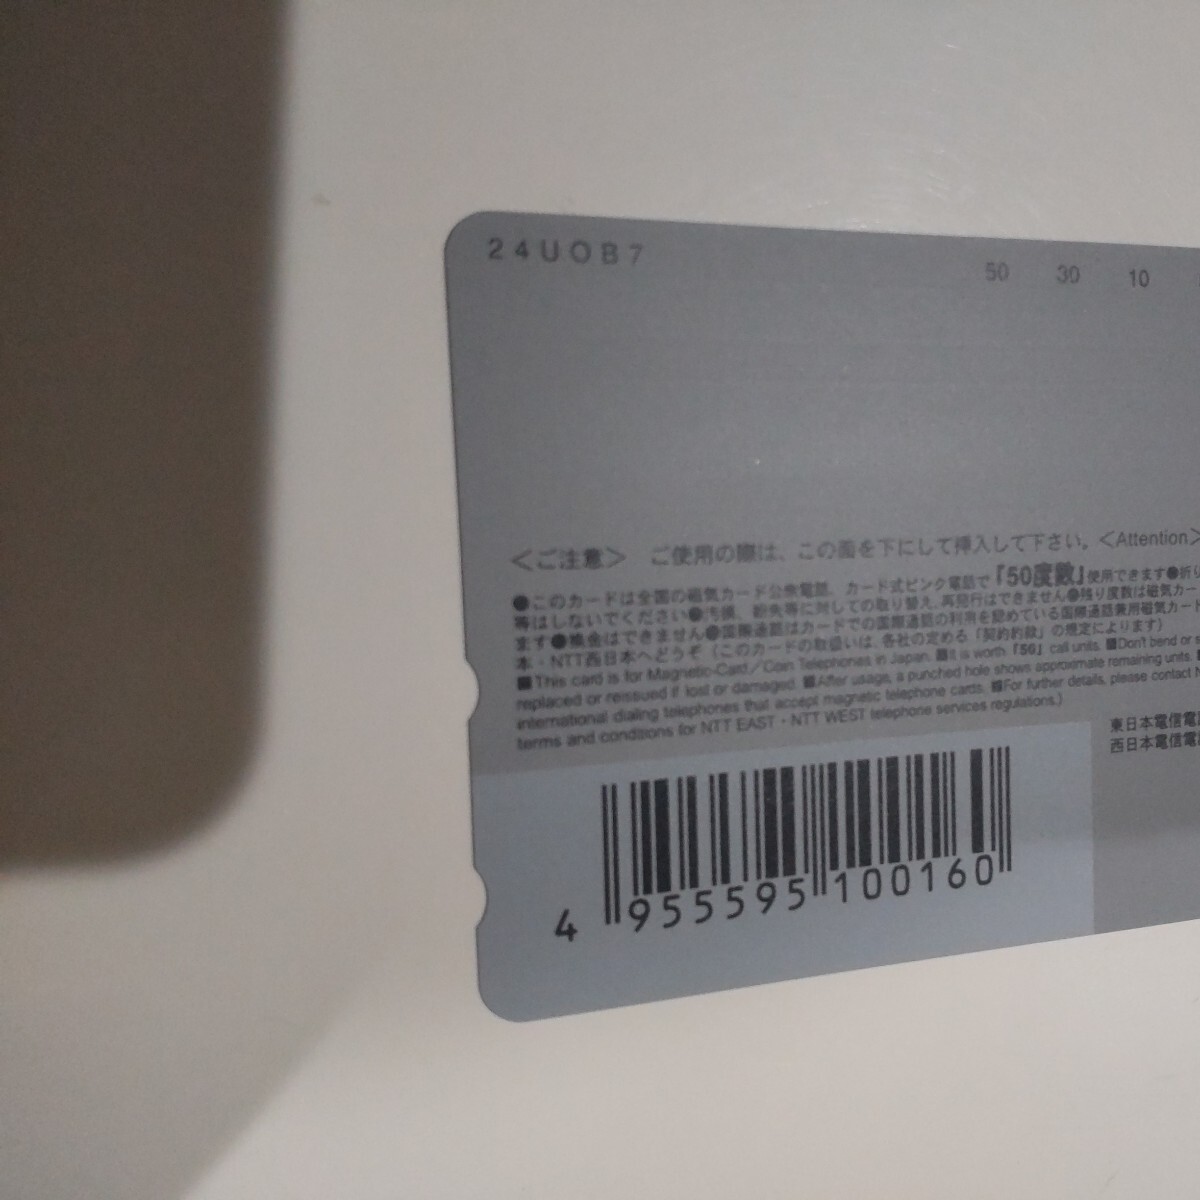 24UOB7
50 30 10
<ご注意> ご使用の際は、この面を下にして挿入して下さい。<Attention>
●このカードは全国の磁気カード公衆電話、カード式ピンク電話で『50度数』使用できます●折り
等はしないでください●汚損、紛失等に対しての取り替え、再発行はできません●残り度数は磁気カー
ます●換金はできません●国際通話はカードでの国際通話の利用を認めている国際通話兼用磁気カード
本・NTT西日本へどうぞ(このカードの取扱いは、各社の定める「契約約款」の規定によります)
■This card is for Magnetic-Card/Coin Telephones in Japan. ■It is worth「50」call units. ■Don't bend or
replaced or reissued if lost or damaged. ■After usage, a punched hole shows approximate remaining units.
international dialing telephones that accept magnetic telephone cards. ■For further details, please contact
terms and conditions for NTT EAST・NTT WEST telephone services regulations.)
東日本電信電
西日本電信電
4 955595 100160